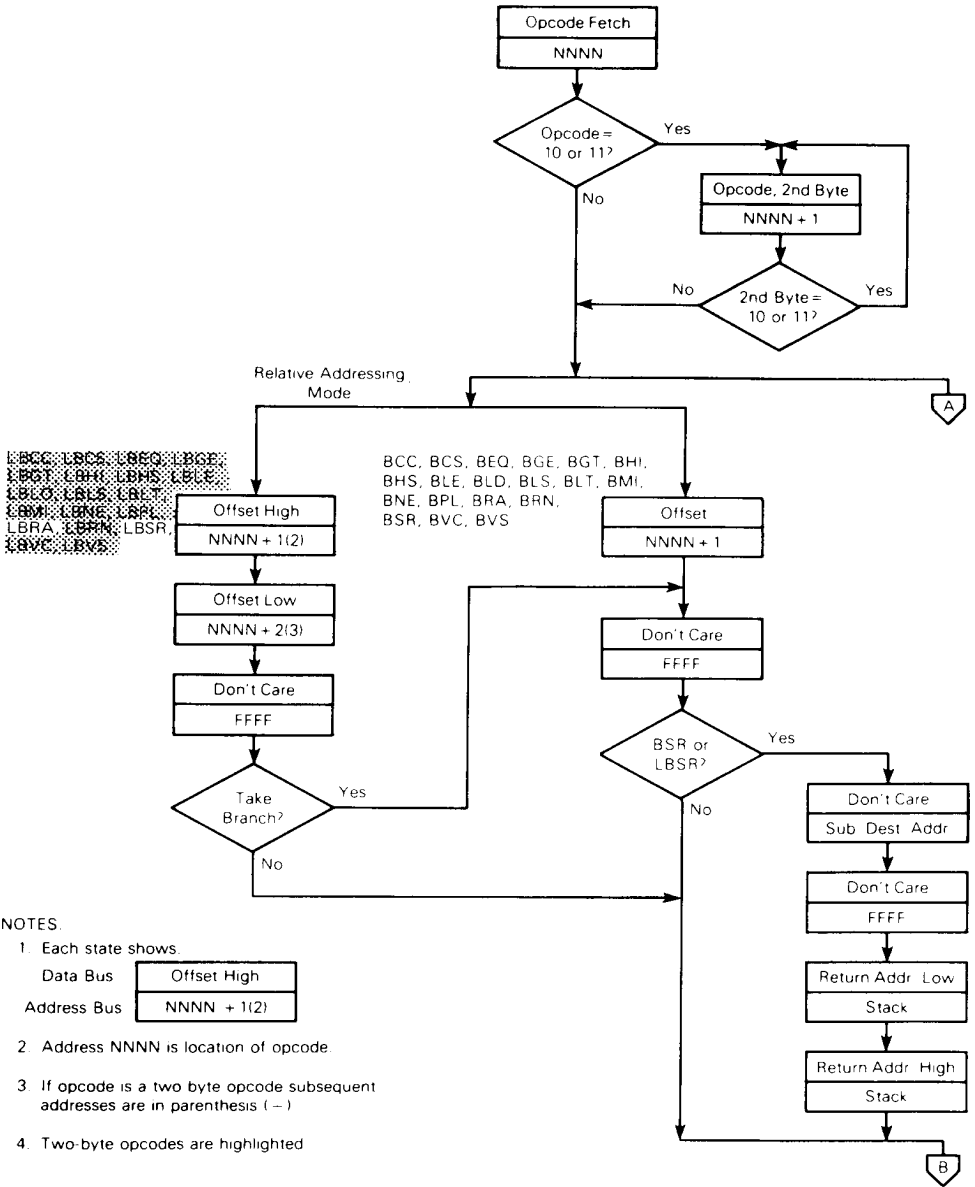 Opcode Fetch
NNNN
Opcode =
10 or 11?
Yes
No
Opcode, 2nd Byte
NNNN + 1
2nd Byte =
10 or 11?
No
Yes
A
Relative Addressing
Mode
LBCC, LBCS, LBEQ, LBGE,
LBGT, LBHI, LBHS, LBLE,
LBLO, LBLS, LBLT,
LBMI, LBNE, LBPL,
LBRA, LBRN, LBSR,
LBVC, LBVS
BCC, BCS, BEQ, BGE, BGT, BHI,
BHS, BLE, BLD, BLS, BLT, BMI,
BNE, BPL, BRA, BRN,
BSR, BVC, BVS
Offset High
NNNN + 1(2)
Offset Low
NNNN + 2(3)
Don't Care
FFFF
Take
Branch?
Yes
No
Offset
NNNN + 1
Don't Care
FFFF
BSR or
LBSR?
Yes
No
Don't Care
Sub Dest Addr
Don't Care
FFFF
Return Addr Low
Stack
Return Addr High
Stack
B
NOTES.
1. Each state shows.
Data Bus Offset High
Address Bus NNNN + 1(2)
2. Address NNNN is location of opcode.
3. If opcode is a two byte opcode subsequent
addresses are in parenthesis (—)
4. Two-byte opcodes are highlighted